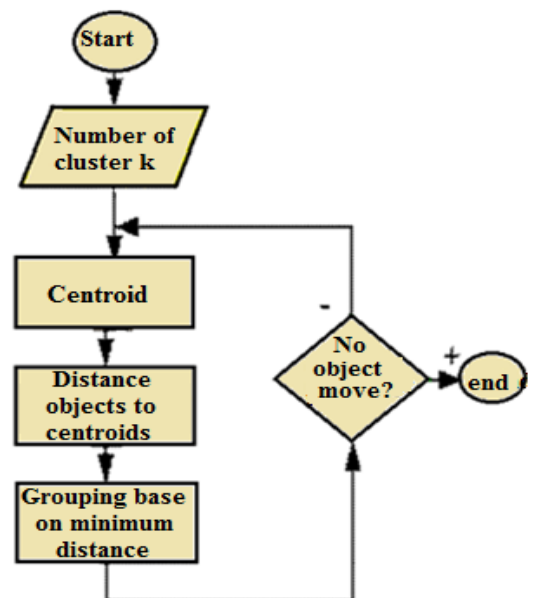 Start
Number of
cluster k
Centroid
Distance
objects to
centroids
Grouping base
on minimum
distance
-
No
object
move?
+
end